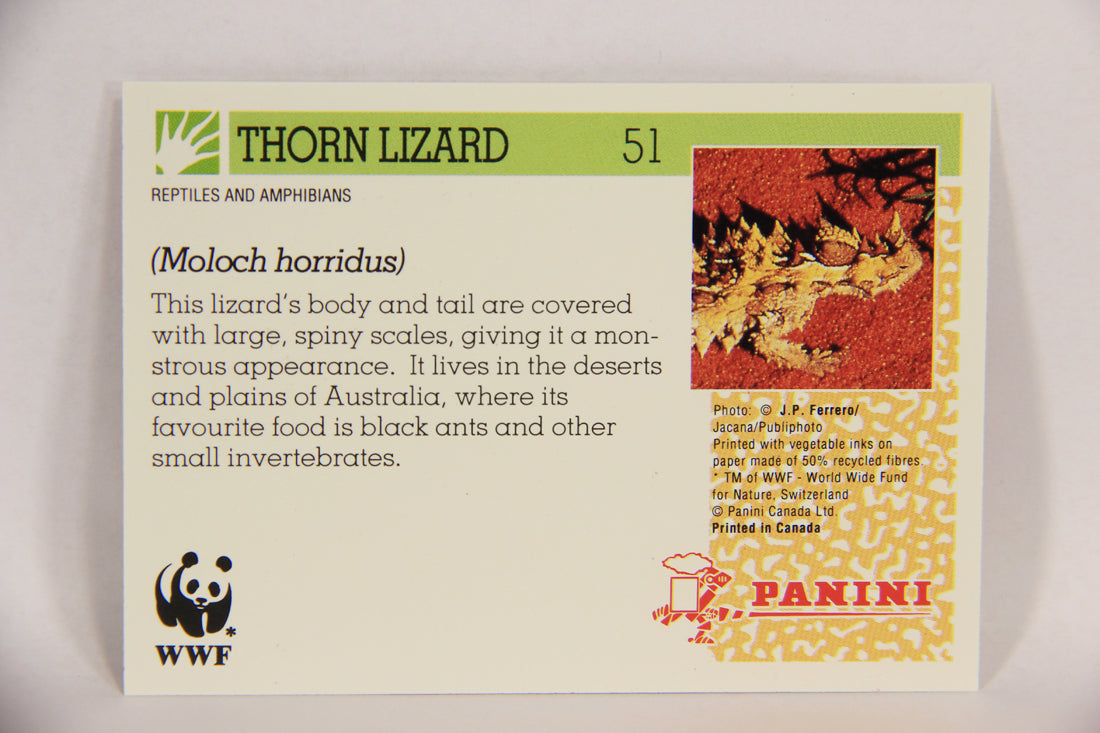 THORN LIZARD 51
REPTILES AND AMPHIBIANS
(Moloch horridus)
This lizard's body and tail are covered
with large, spiny scales, giving it a mon-
strous appearance. It lives in the deserts
and plains of Australia, where its
favourite food is black ants and other
small invertebrates.
Photo: © J.P. Ferrero/
Jacana/Publiphoto
Printed with vegetable inks on
paper made of 50% recycled fibres.
* TM of WWF - World Wide Fund
for Nature, Switzerland
© Panini Canada Ltd.
Printed in Canada
PANINI
*
WWF